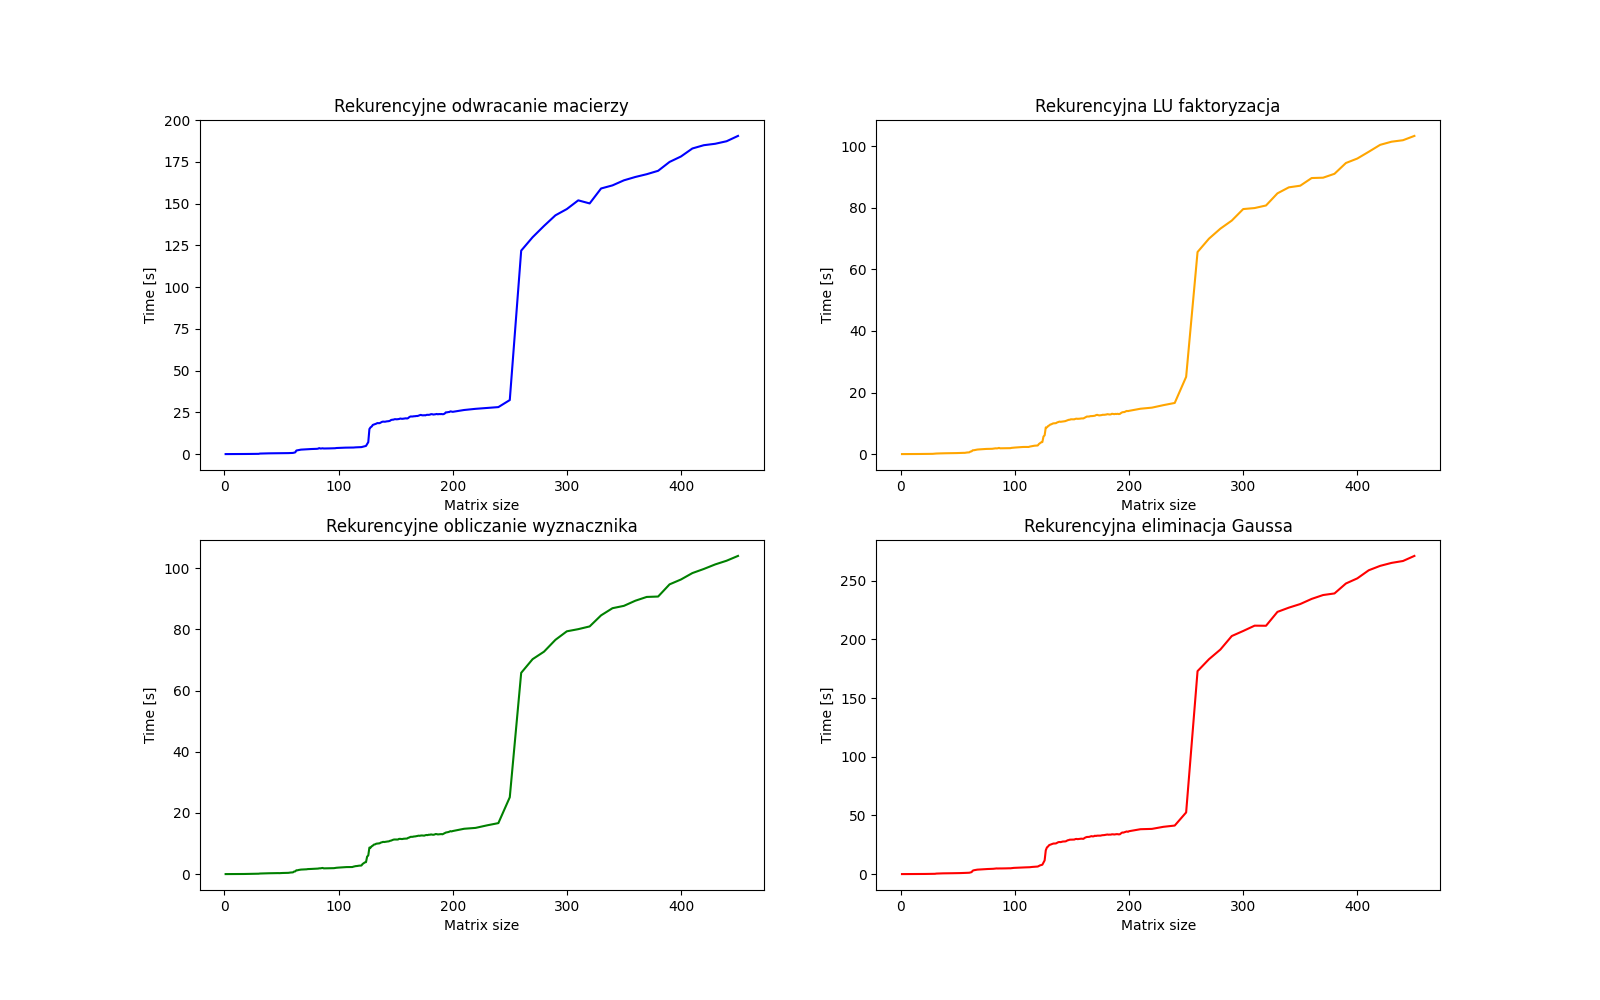 Rekurencyjne odwracanie macierzy
200
175
150
125
100
75
50
25
0
Time [s]
0 100 200 300 400
Matrix size
Rekurencyjna LU faktoryzacja
100
80
60
40
20
0
Time [s]
0 100 200 300 400
Matrix size
Rekurencyjne obliczanie wyznacznika
100
80
60
40
20
0
Time [s]
0 100 200 300 400
Matrix size
Rekurencyjna eliminacja Gaussa
250
200
150
100
50
0
Time [s]
0 100 200 300 400
Matrix size